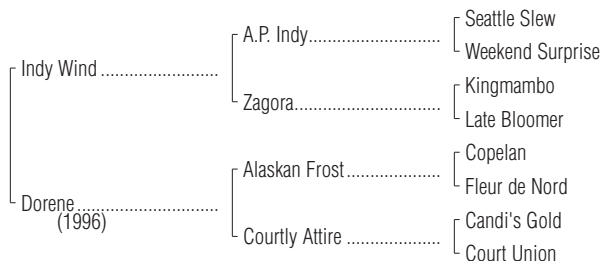 Seattle Slew
A.P. Indy........................................
Weekend Surprise
Indy Wind ...................................
Kingmambo
Zagora............................................
Late Bloomer
Copelan
Alaskan Frost............................
Fleur de Nord
Dorene..........................................
(1996)
Candi's Gold
Courtly Attire ............................
Court Union